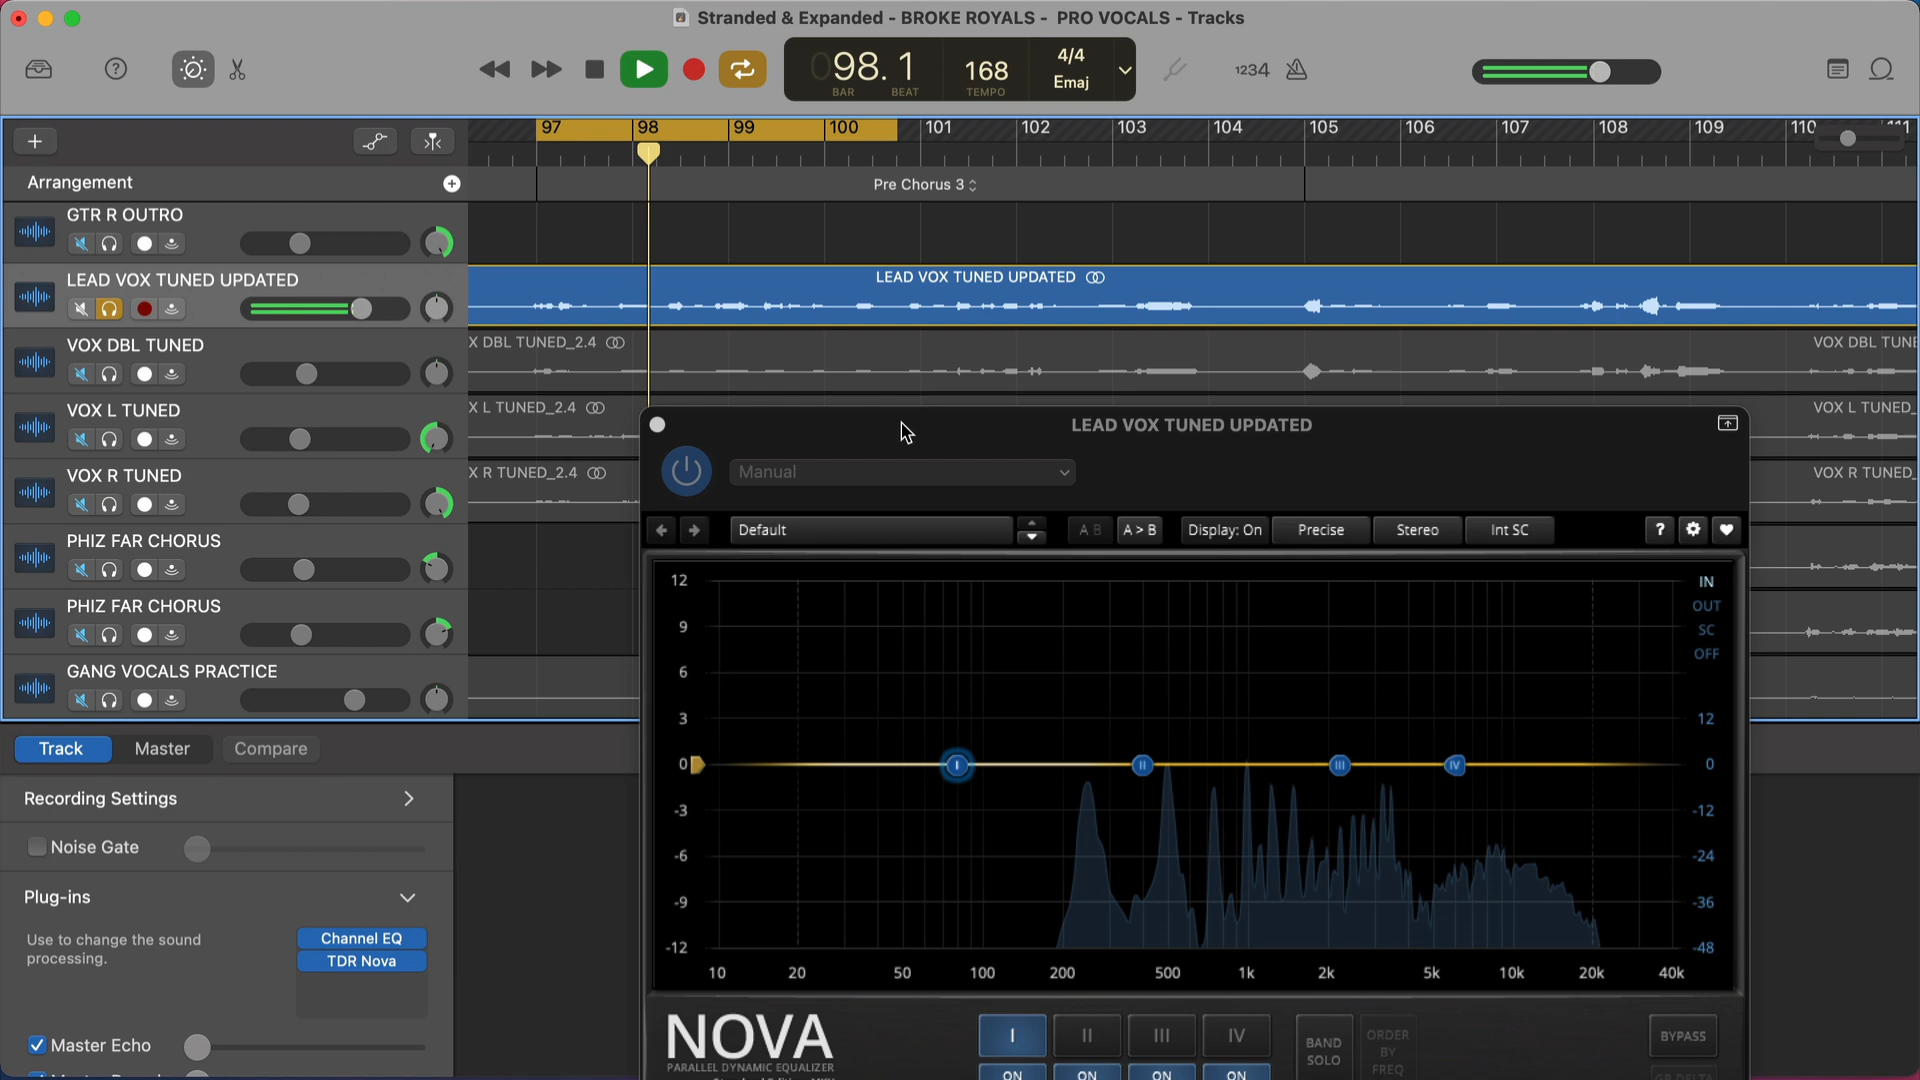 Stranded & Expanded - BROKE ROYALS - PRO VOCALS - Tracks
098.1
BAR
BEAT
168
TEMPO
4/4
Emaj
1234
97
98
99
100
101
102
103
104
105
106
107
108
109
110
111
Arrangement
Pre Chorus 3
GTR R OUTRO
LEAD VOX TUNED UPDATED
LEAD VOX TUNED UPDATED
VOX DBL TUNED
X DBL TUNED_2.4
VOX DBL TUNE
VOX L TUNED
X L TUNED_2.4
VOX L TUNED_
VOX R TUNED
X R TUNED_2.4
VOX R TUNED_
PHIZ FAR CHORUS
PHIZ FAR CHORUS
GANG VOCALS PRACTICE
LEAD VOX TUNED UPDATED
Manual
Default
A B
A > B
Display: On
Precise
Stereo
Int SC
?
12
9
6
3
0
-3
-6
-9
-12
IN
OUT
SC
OFF
12
0
-12
-24
-36
-48
I
II
III
IV
10
20
50
100
200
500
1k
2k
5k
10k
20k
40k
NOVA
PARALLEL DYNAMIC EQUALIZER
I
II
III
IV
ON
ON
ON
ON
BAND
SOLO
ORDER
BY
FREQ
BYPASS
Track
Master
Compare
Recording Settings
Noise Gate
Plug-ins
Use to change the sound
processing.
Channel EQ
TDR Nova
Master Echo